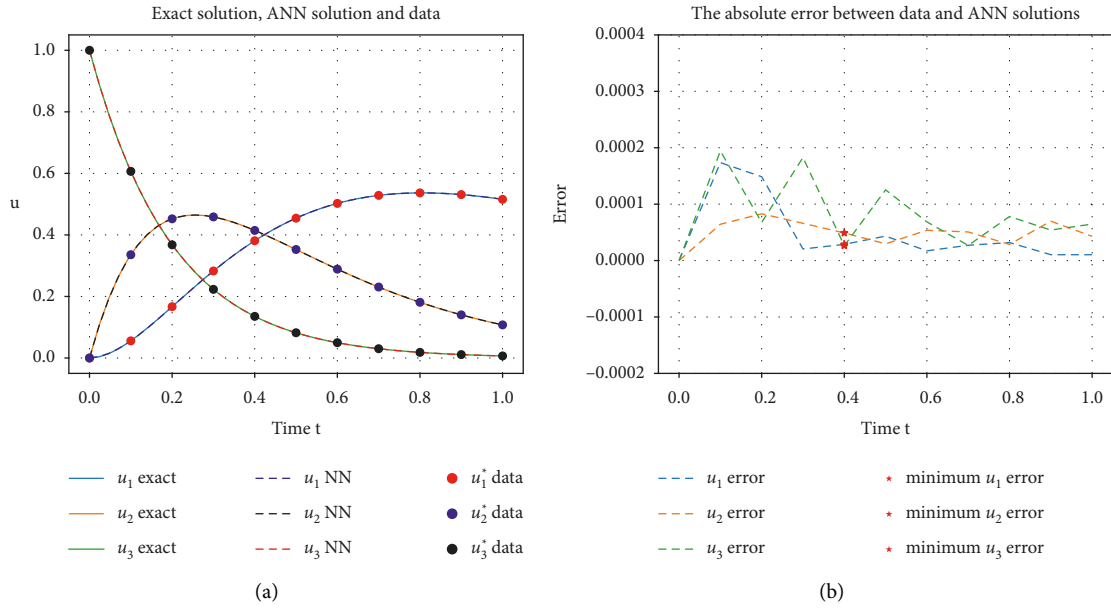 Exact solution, ANN solution and data
1.0
0.8
0.6
u
0.4
0.2
0.0
0.0 0.2 0.4 0.6 0.8 1.0
Time t
u₁ exact
u₂ exact
u₃ exact
u₁ NN
u₂ NN
u₃ NN
u₁* data
u₂* data
u₃* data
(a)
The absolute error between data and ANN solutions
0.0004
0.0003
0.0002
Error
0.0001
0.0000
−0.0001
−0.0002
0.0 0.2 0.4 0.6 0.8 1.0
Time t
u₁ error
u₂ error
u₃ error
minimum u₁ error
minimum u₂ error
minimum u₃ error
(b)